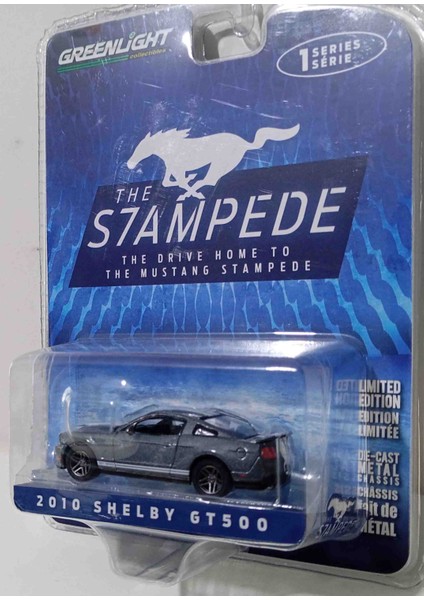 GREENLIGHT
collectibles
1 SERIES
SÉRIE
THE
S7AMPEDE
THE DRIVE HOME TO
THE MUSTANG STAMPEDE
LIMITED
EDITION
ÉDITION
LIMITÉE
DIE-CAST
METAL
CHASSIS
CHÂSSIS
fait de
MÉTAL
2010 SHELBY GT500
S7AMPEDE